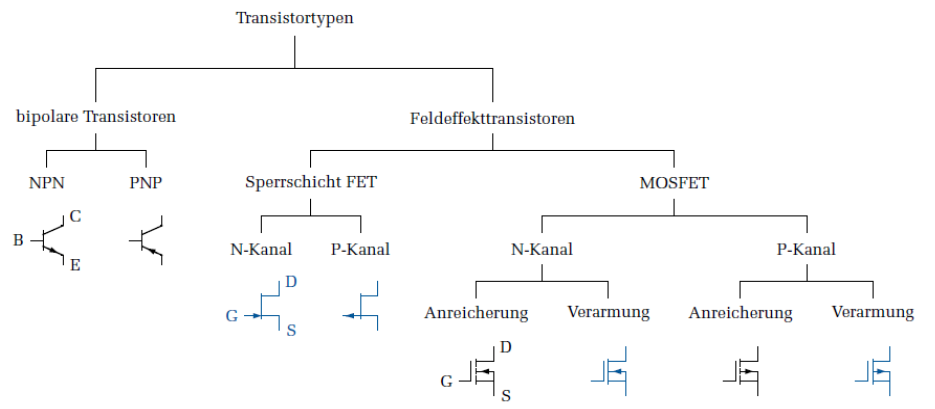 Transistortypen
bipolare Transistoren
Feldeffekttransistoren
NPN
PNP
Sperrschicht FET
MOSFET
C
B
E
N-Kanal
P-Kanal
N-Kanal
P-Kanal
D
G
S
Anreicherung
Verarmung
Anreicherung
Verarmung
D
G
S